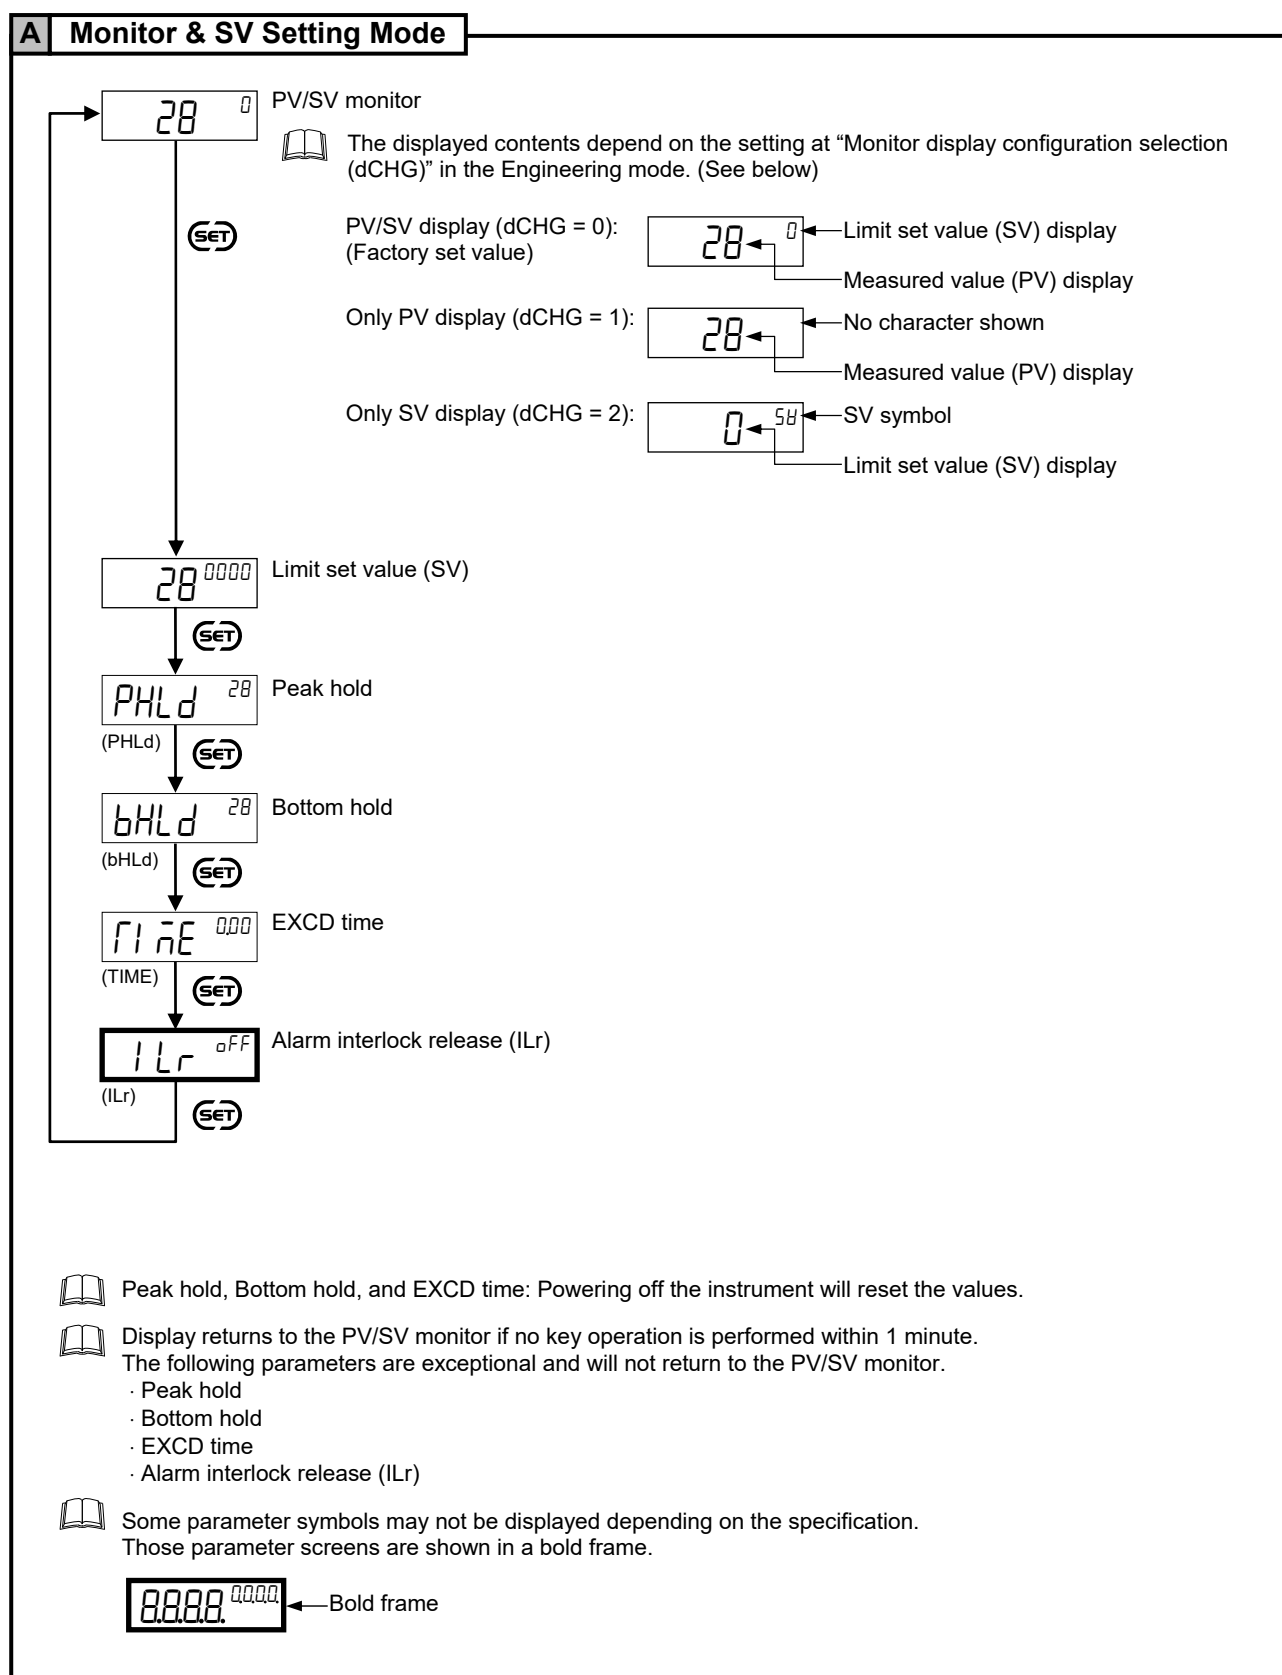 A Monitor & SV Setting Mode
28 0 PV/SV monitor
The displayed contents depend on the setting at “Monitor display configuration selection
(dCHG)” in the Engineering mode. (See below)
SET
PV/SV display (dCHG = 0):
(Factory set value)
28 0
Limit set value (SV) display
Measured value (PV) display
Only PV display (dCHG = 1):
28
No character shown
Measured value (PV) display
Only SV display (dCHG = 2):
0 SV
SV symbol
Limit set value (SV) display
28 0000 Limit set value (SV)
SET
PHLd 28 Peak hold
(PHLd)
SET
bHLd 28 Bottom hold
(bHLd)
SET
TIME 0.00 EXCD time
(TIME)
SET
ILr oFF Alarm interlock release (ILr)
(ILr)
SET
Peak hold, Bottom hold, and EXCD time: Powering off the instrument will reset the values.
Display returns to the PV/SV monitor if no key operation is performed within 1 minute.
The following parameters are exceptional and will not return to the PV/SV monitor.
· Peak hold
· Bottom hold
· EXCD time
· Alarm interlock release (ILr)
Some parameter symbols may not be displayed depending on the specification.
Those parameter screens are shown in a bold frame.
8.8.8.8. 0.0.0.0. Bold frame